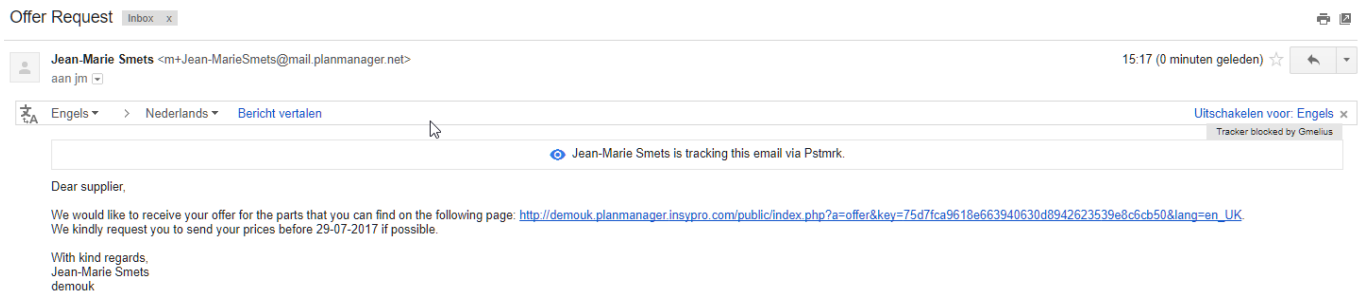 Offer Request Inbox x
Jean-Marie Smets <m+Jean-MarieSmets@mail.planmanager.net> 15:17 (0 minuten geleden)
aan jm
Engels > Nederlands Bericht vertalen Uitschakelen voor: Engels x
Tracker blocked by Gmelius
Jean-Marie Smets is tracking this email via Pstmrk.
Dear supplier,
We would like to receive your offer for the parts that you can find on the following page: http://demouk.planmanager.insypro.com/public/index.php?a=offer&key=75d7fca9618e663940630d8942623539e8c6cb50&lang=en_UK.
We kindly request you to send your prices before 29-07-2017 if possible.
With kind regards,
Jean-Marie Smets
demouk